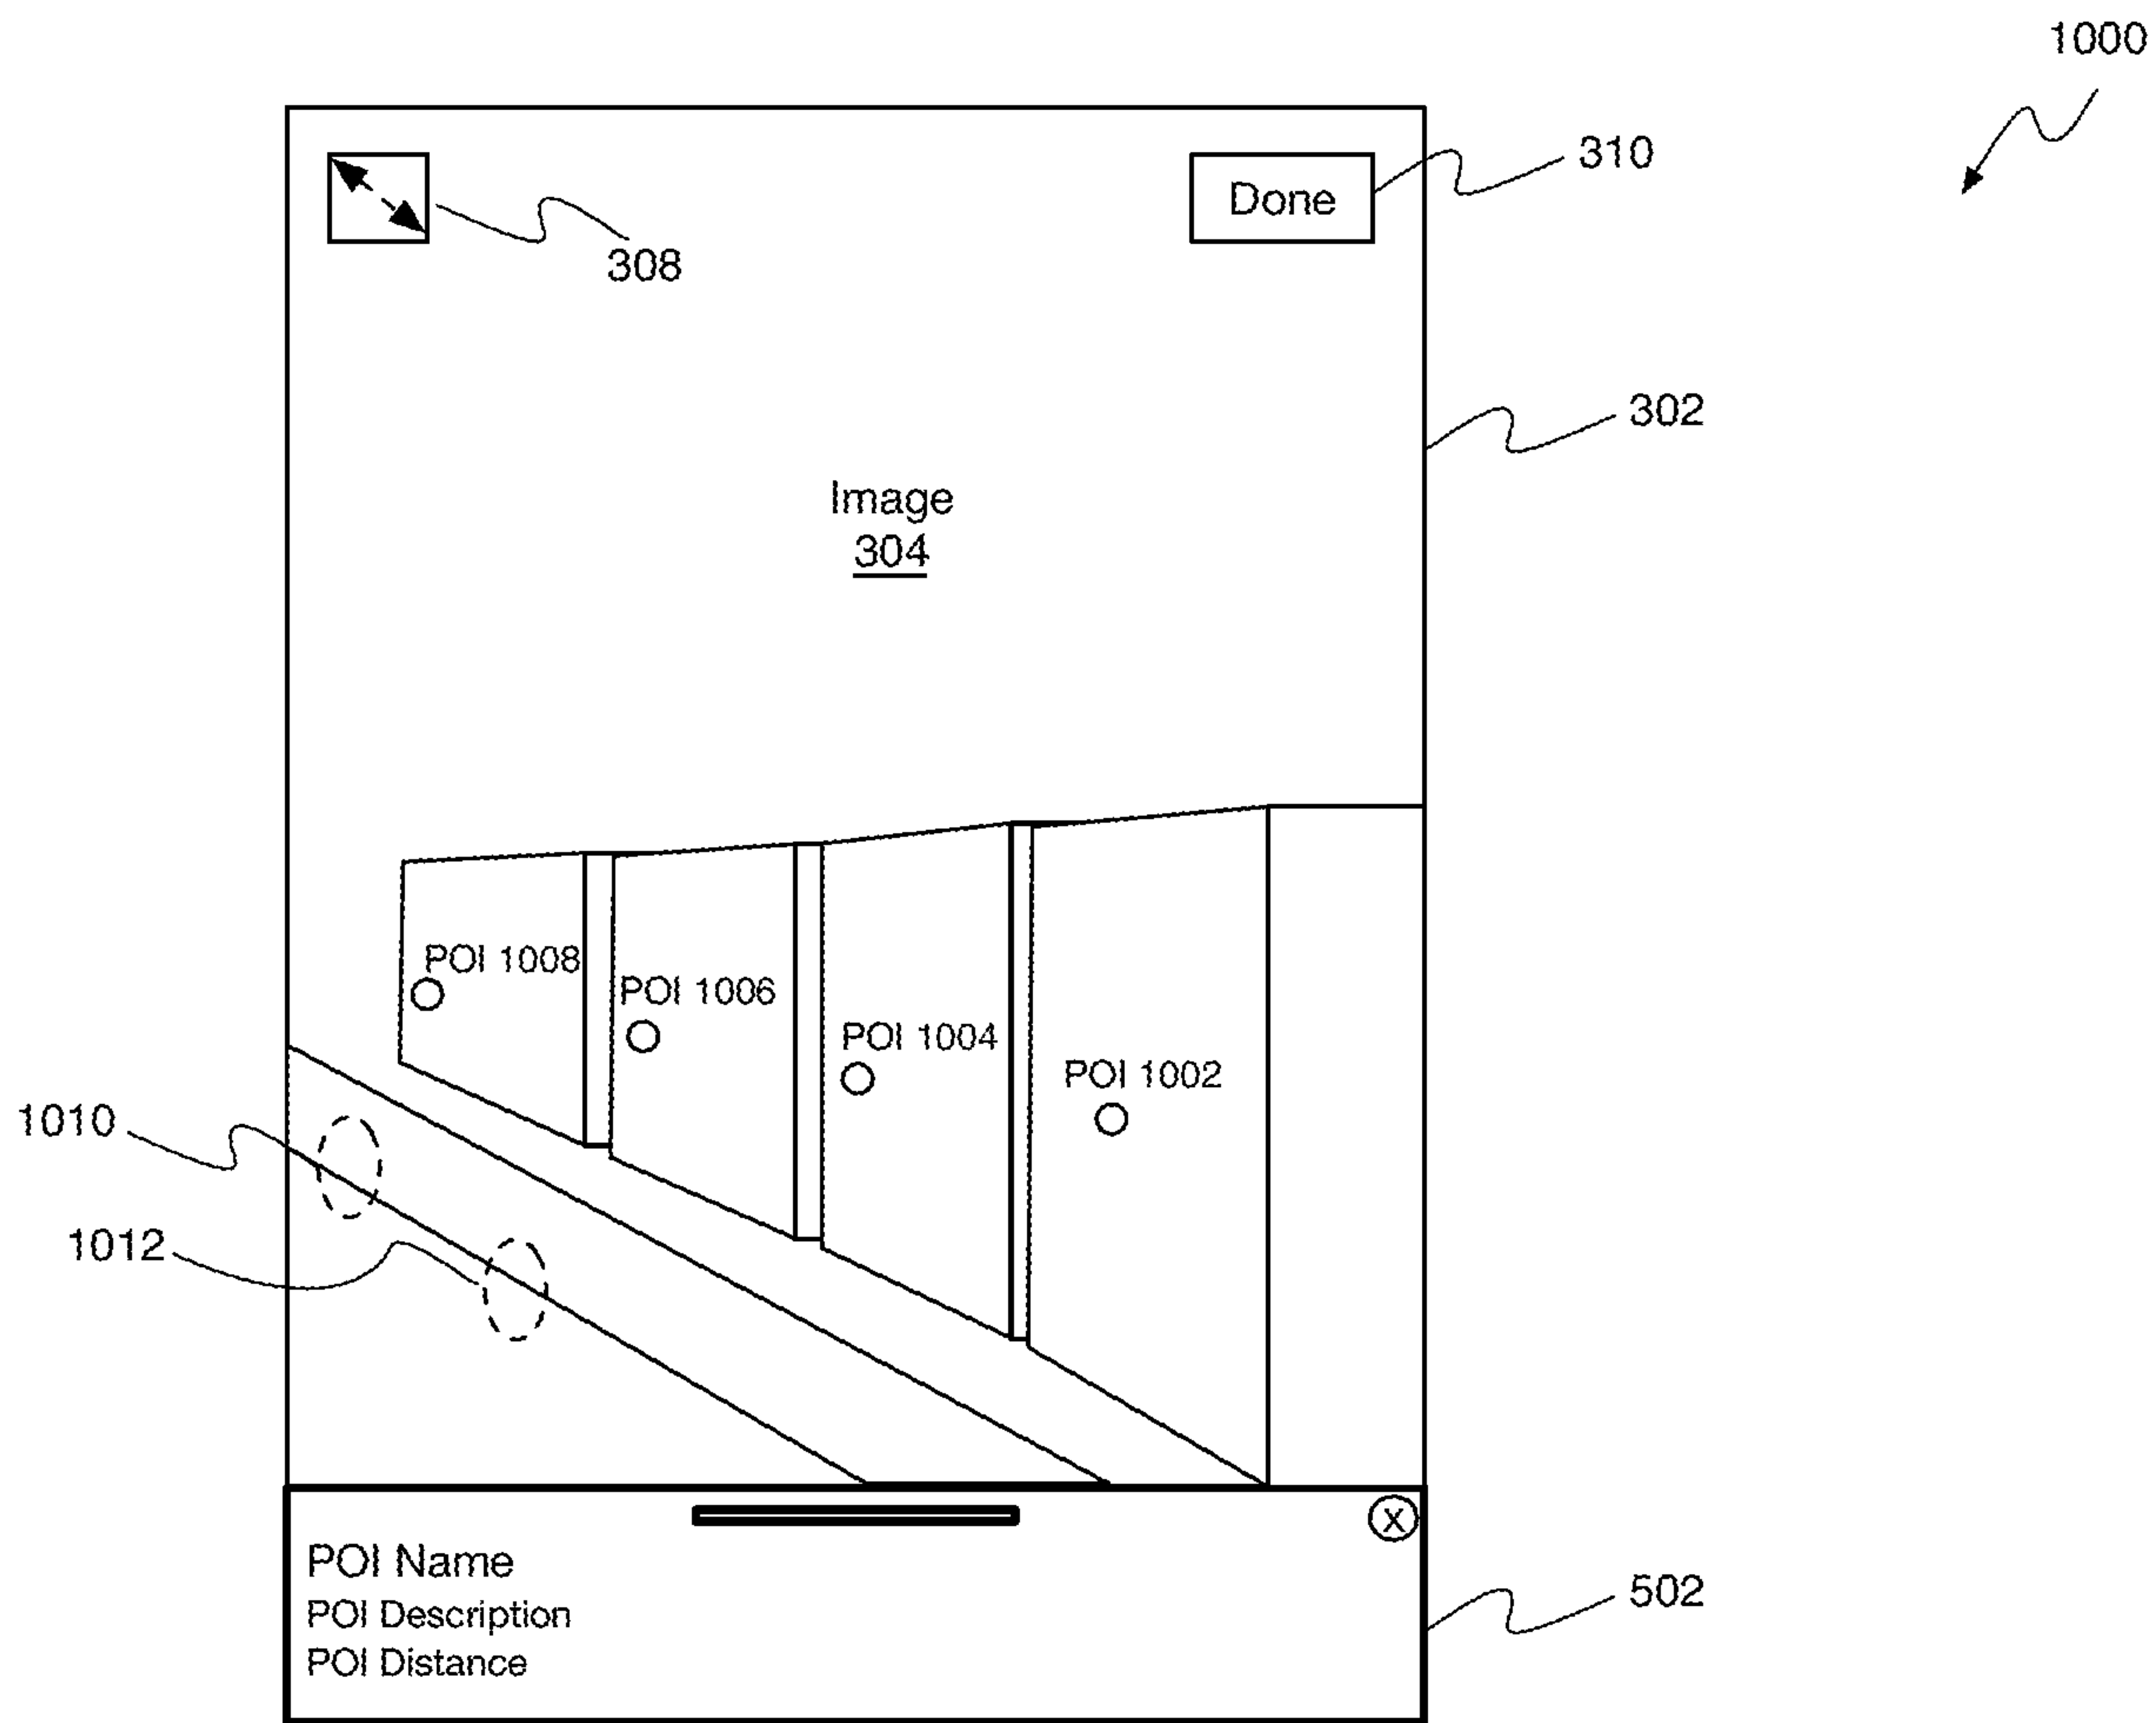 1000
310
Done
308
302
Image
304
POI 1008
POI 1006
POI 1004
POI 1002
1010
1012
X
POI Name
POI Description
POI Distance
502